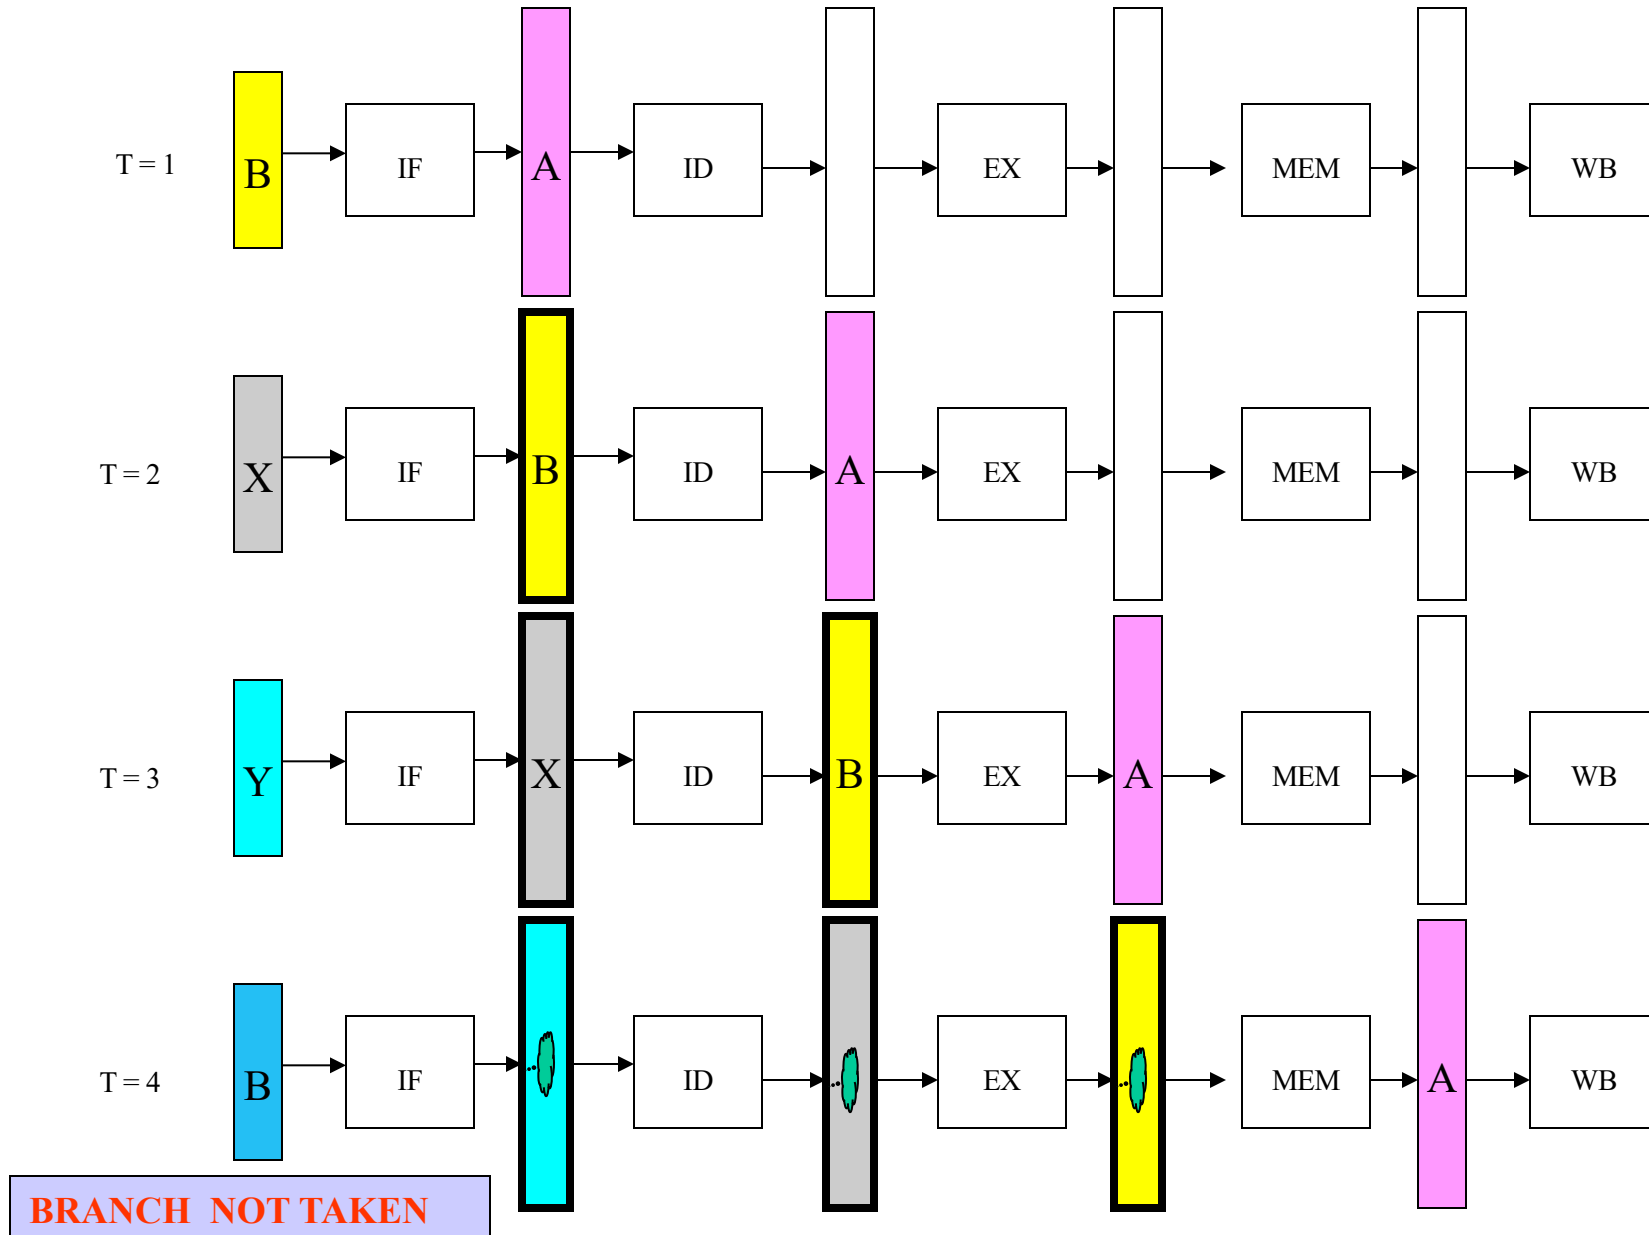 T = 1 B IF A ID EX MEM WB
T = 2 X IF B ID A EX MEM WB
T = 3 Y IF X ID B EX A MEM WB
T = 4 B IF ID EX MEM A WB
BRANCH NOT TAKEN